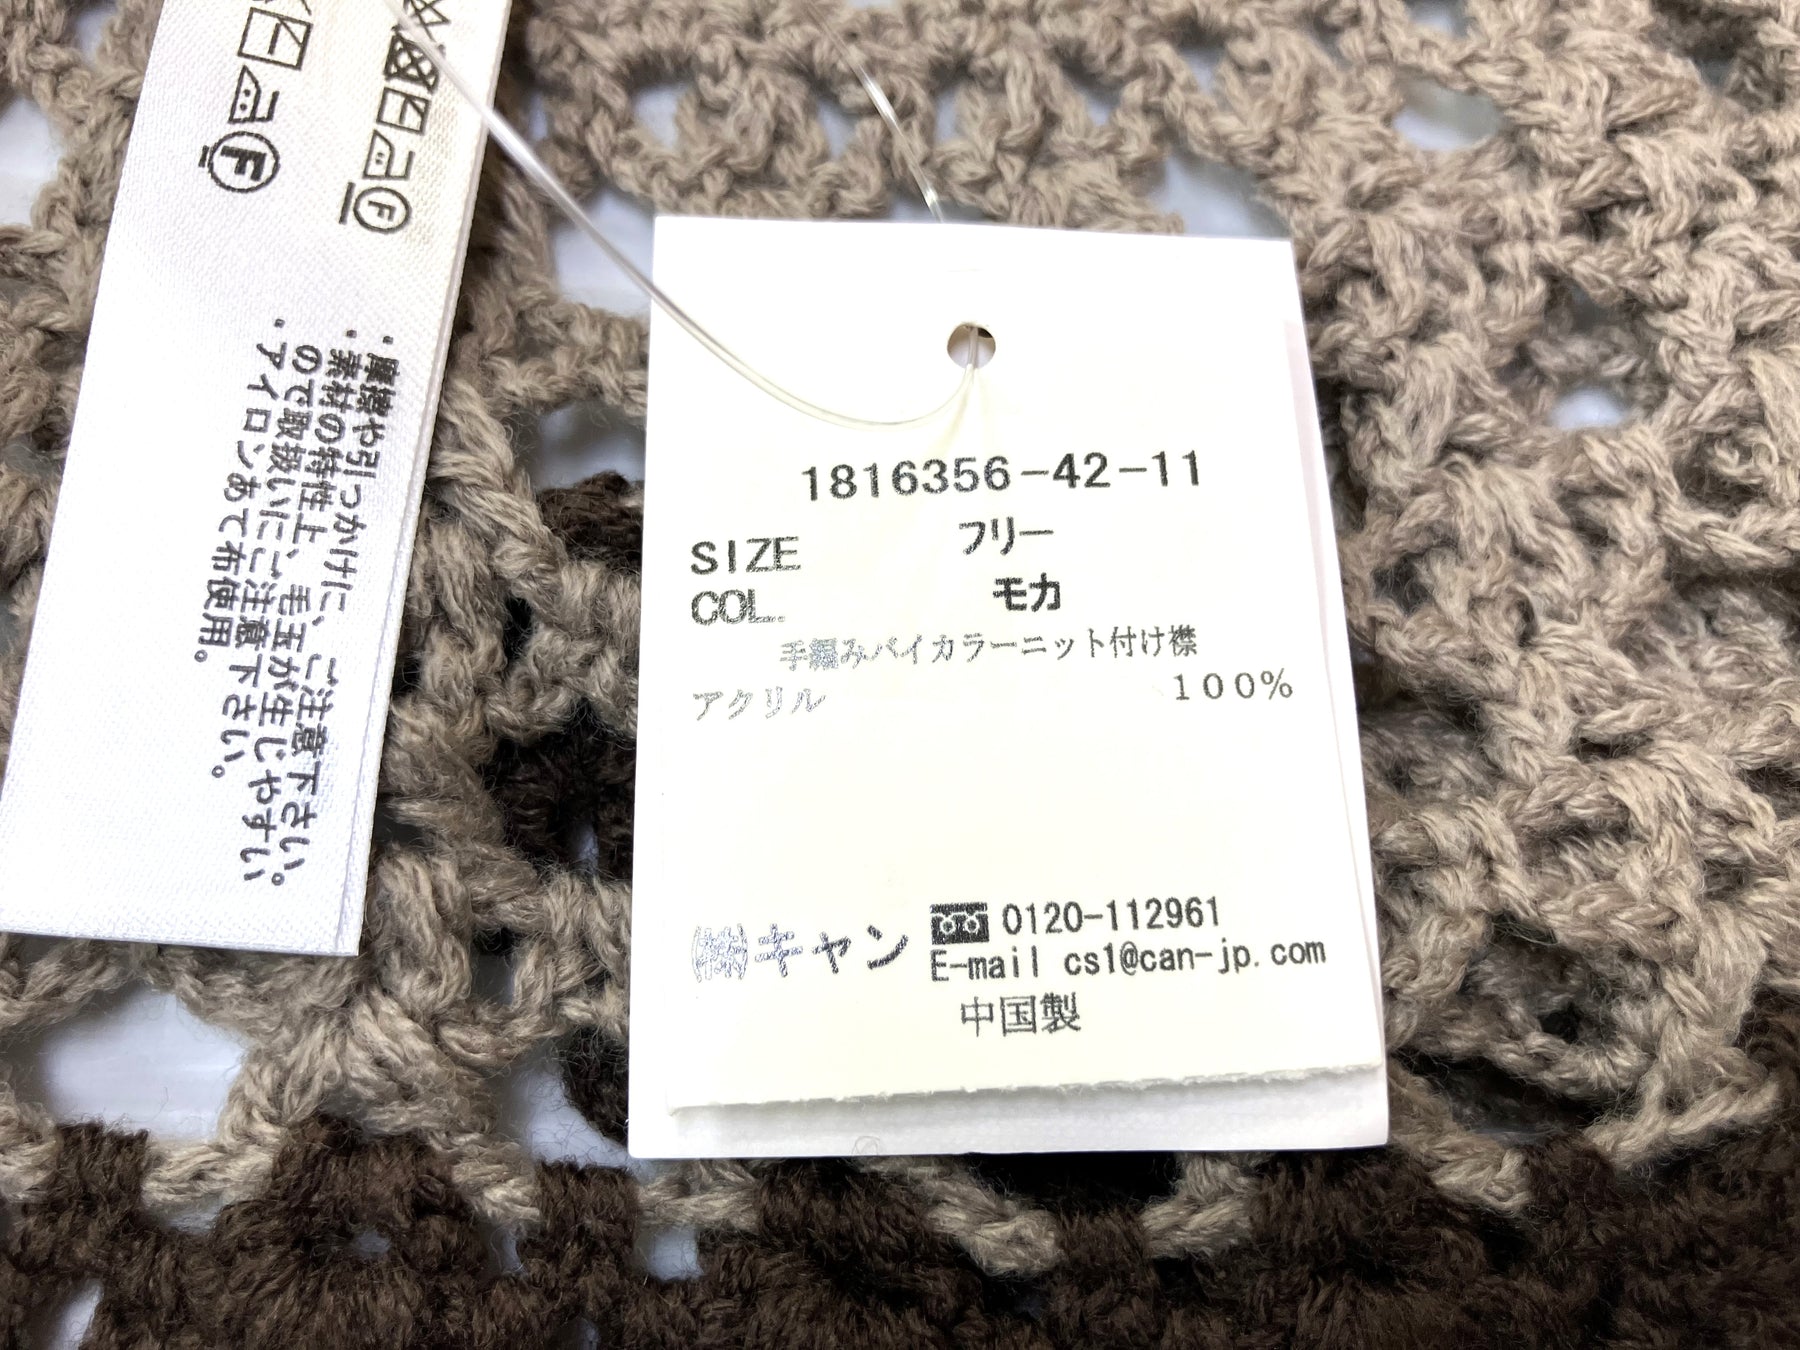 ・摩擦や引っかけに、ご注意下さい。
・素材の特性上、毛玉が生じやすい
ので取扱いにご注意下さい。
・アイロンあて布使用。
F
F
1816356-42-11
SIZE フリー
COL. モカ
手編みバイカラーニット付け襟
アクリル 100%
㈱キャン 0120-112961
E-mail cs1@can-jp.com
中国製